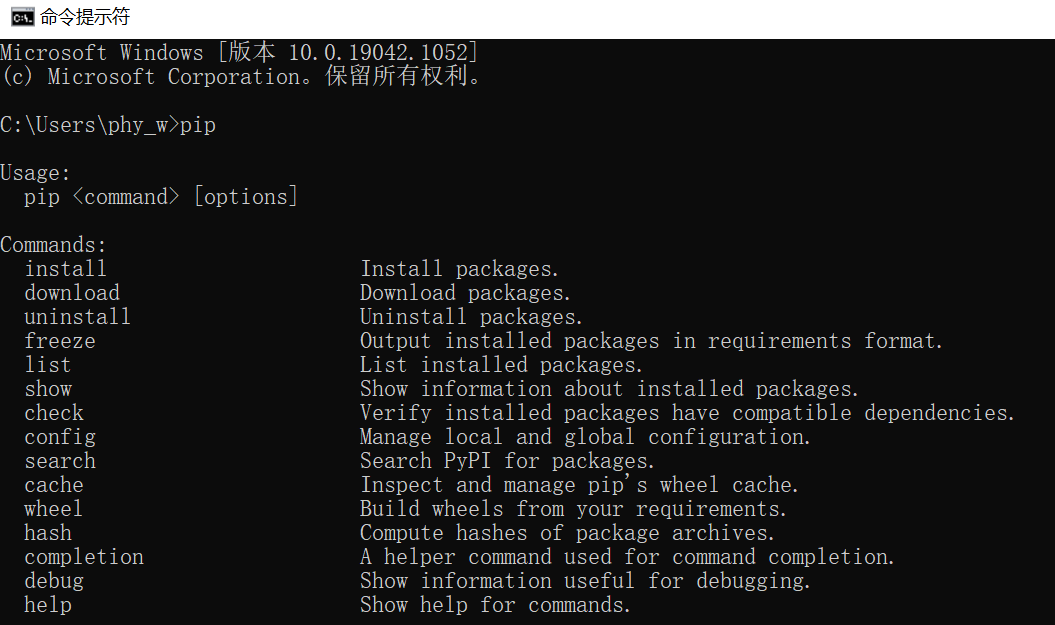 命令提示符
Microsoft Windows [版本 10.0.19042.1052]
(c) Microsoft Corporation。保留所有权利。
C:\Users\phy_w>pip
Usage:
pip <command> [options]
Commands:
install Install packages.
download Download packages.
uninstall Uninstall packages.
freeze Output installed packages in requirements format.
list List installed packages.
show Show information about installed packages.
check Verify installed packages have compatible dependencies.
config Manage local and global configuration.
search Search PyPI for packages.
cache Inspect and manage pip's wheel cache.
wheel Build wheels from your requirements.
hash Compute hashes of package archives.
completion A helper command used for command completion.
debug Show information useful for debugging.
help Show help for commands.